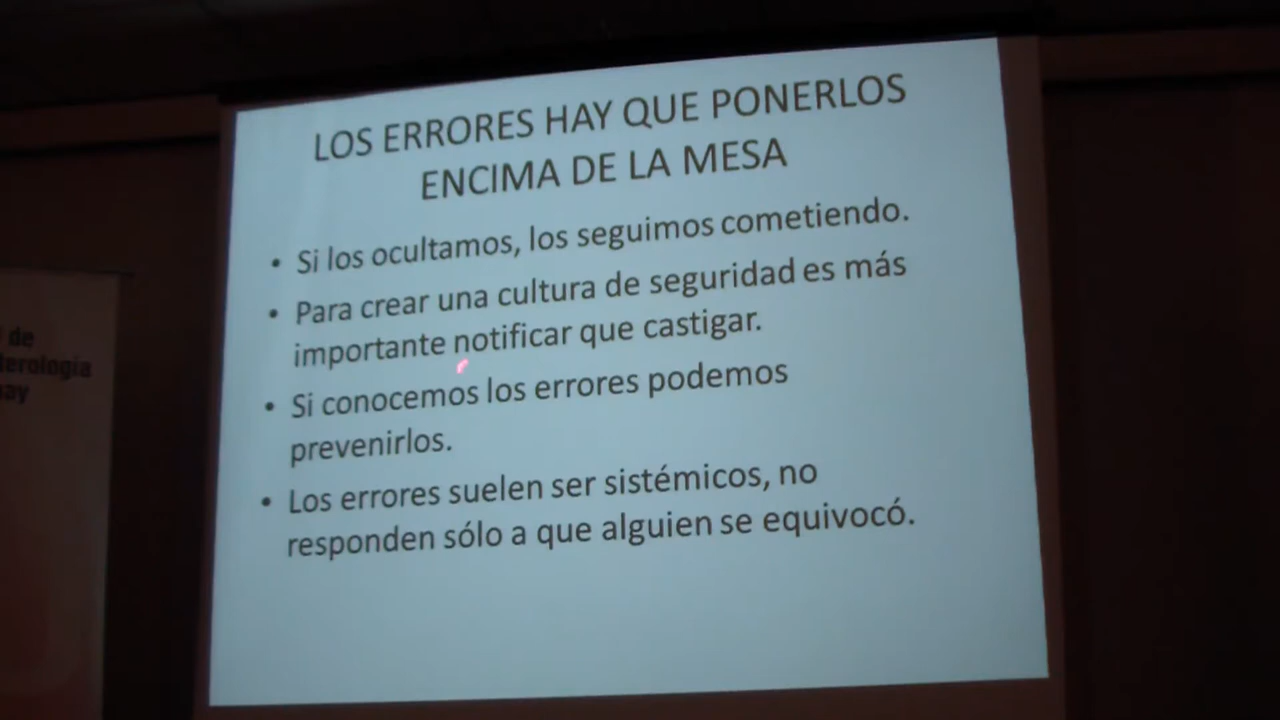 LOS ERRORES HAY QUE PONERLOS
ENCIMA DE LA MESA
• Si los ocultamos, los seguimos cometiendo.
• Para crear una cultura de seguridad es más
importante notificar que castigar.
• Si conocemos los errores podemos
prevenirlos.
• Los errores suelen ser sistémicos, no
responden sólo a que alguien se equivocó.
de
terología
ay